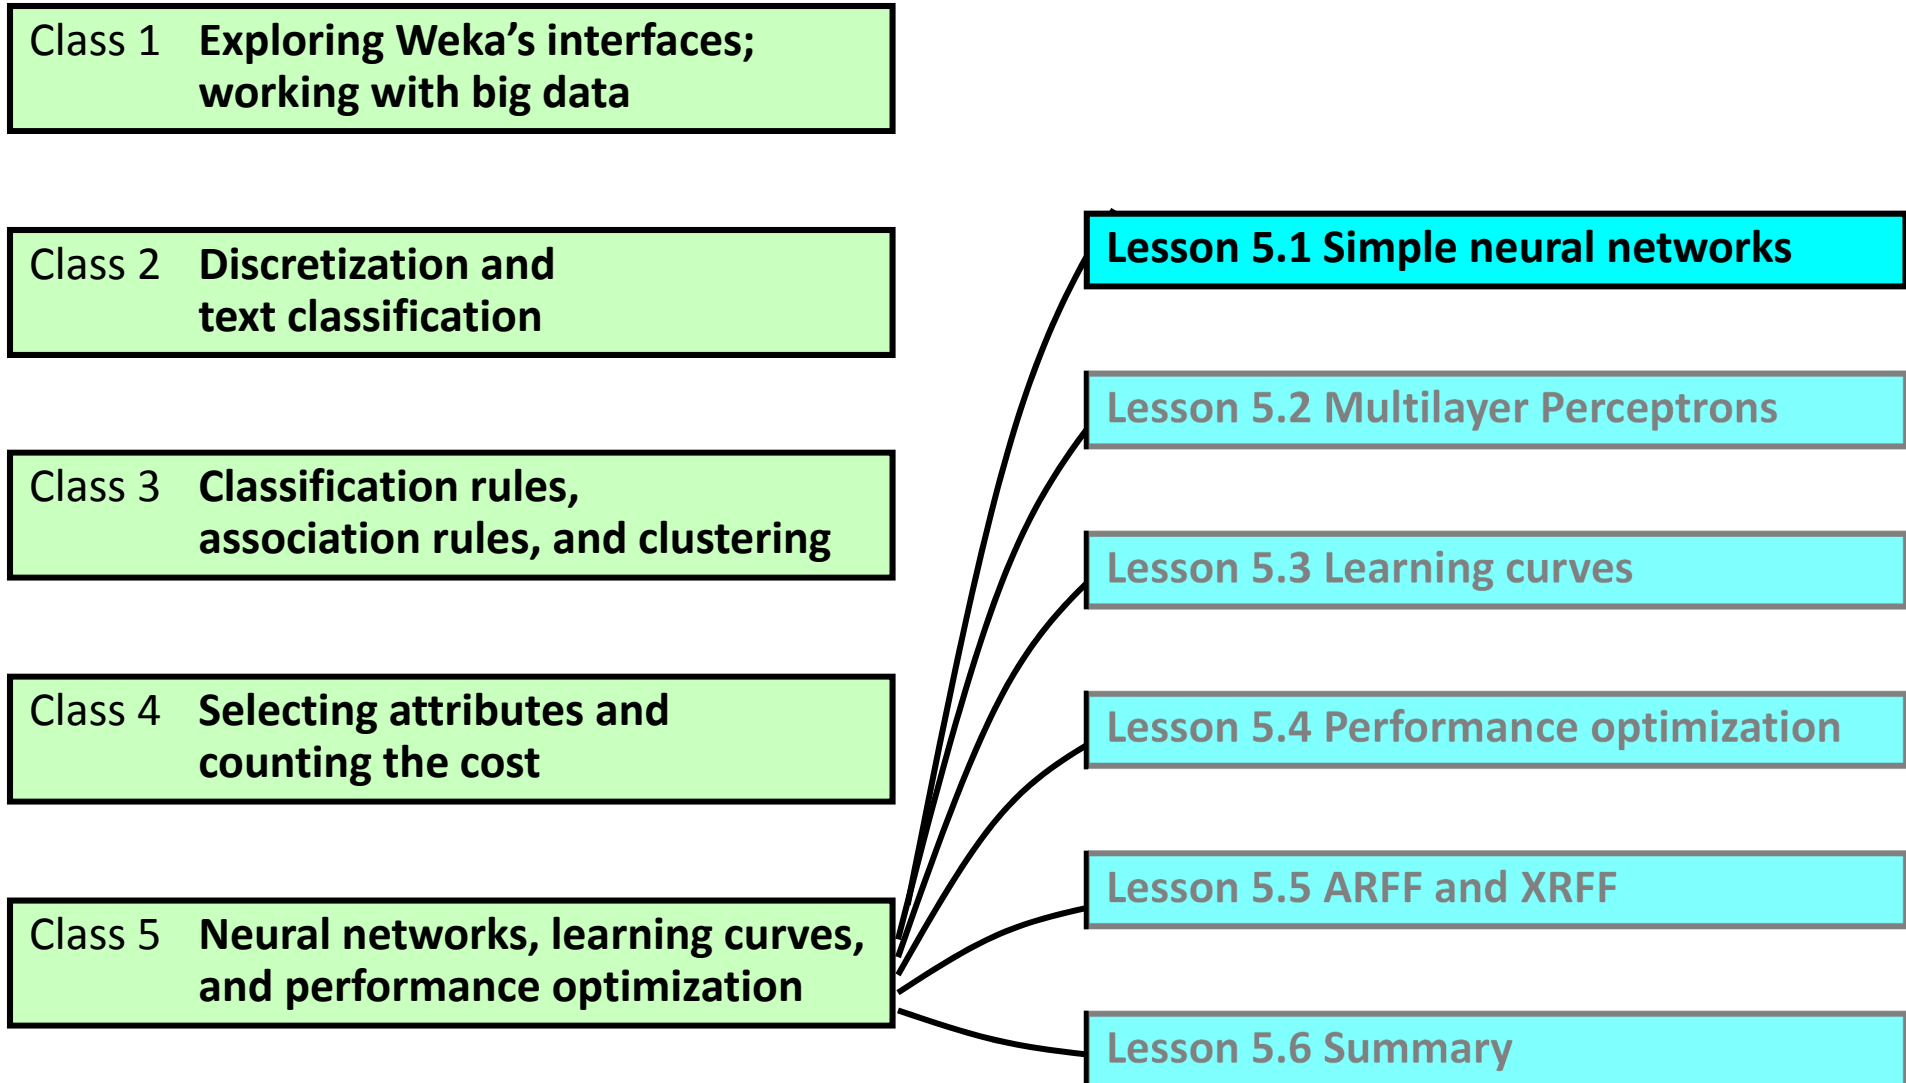 Class 1 Exploring Weka’s interfaces;
working with big data
Class 2 Discretization and
text classification
Class 3 Classification rules,
association rules, and clustering
Class 4 Selecting attributes and
counting the cost
Class 5 Neural networks, learning curves,
and performance optimization
Lesson 5.1 Simple neural networks
Lesson 5.2 Multilayer Perceptrons
Lesson 5.3 Learning curves
Lesson 5.4 Performance optimization
Lesson 5.5 ARFF and XRFF
Lesson 5.6 Summary